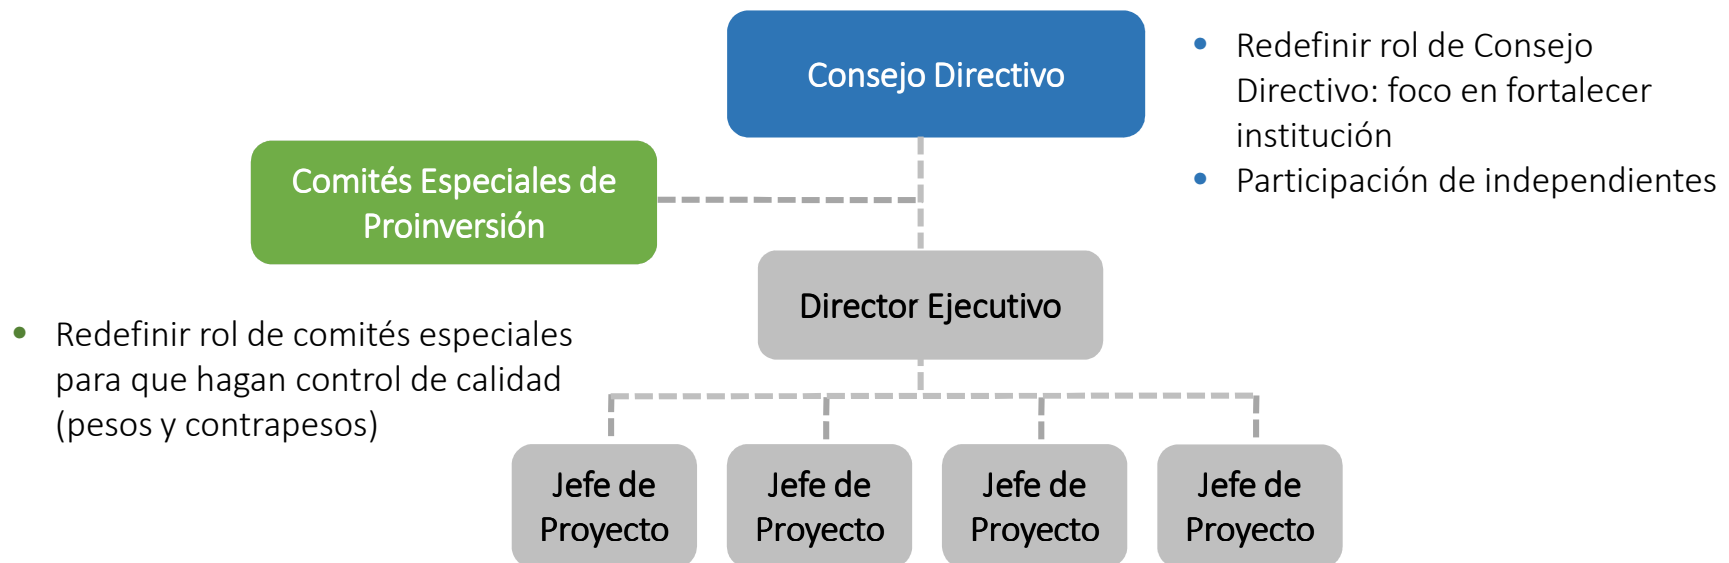 Consejo Directivo
• Redefinir rol de Consejo
Directivo: foco en fortalecer
institución
• Participación de independientes
Comités Especiales de
Proinversión
Director Ejecutivo
• Redefinir rol de comités especiales
para que hagan control de calidad
(pesos y contrapesos)
Jefe de
Proyecto
Jefe de
Proyecto
Jefe de
Proyecto
Jefe de
Proyecto